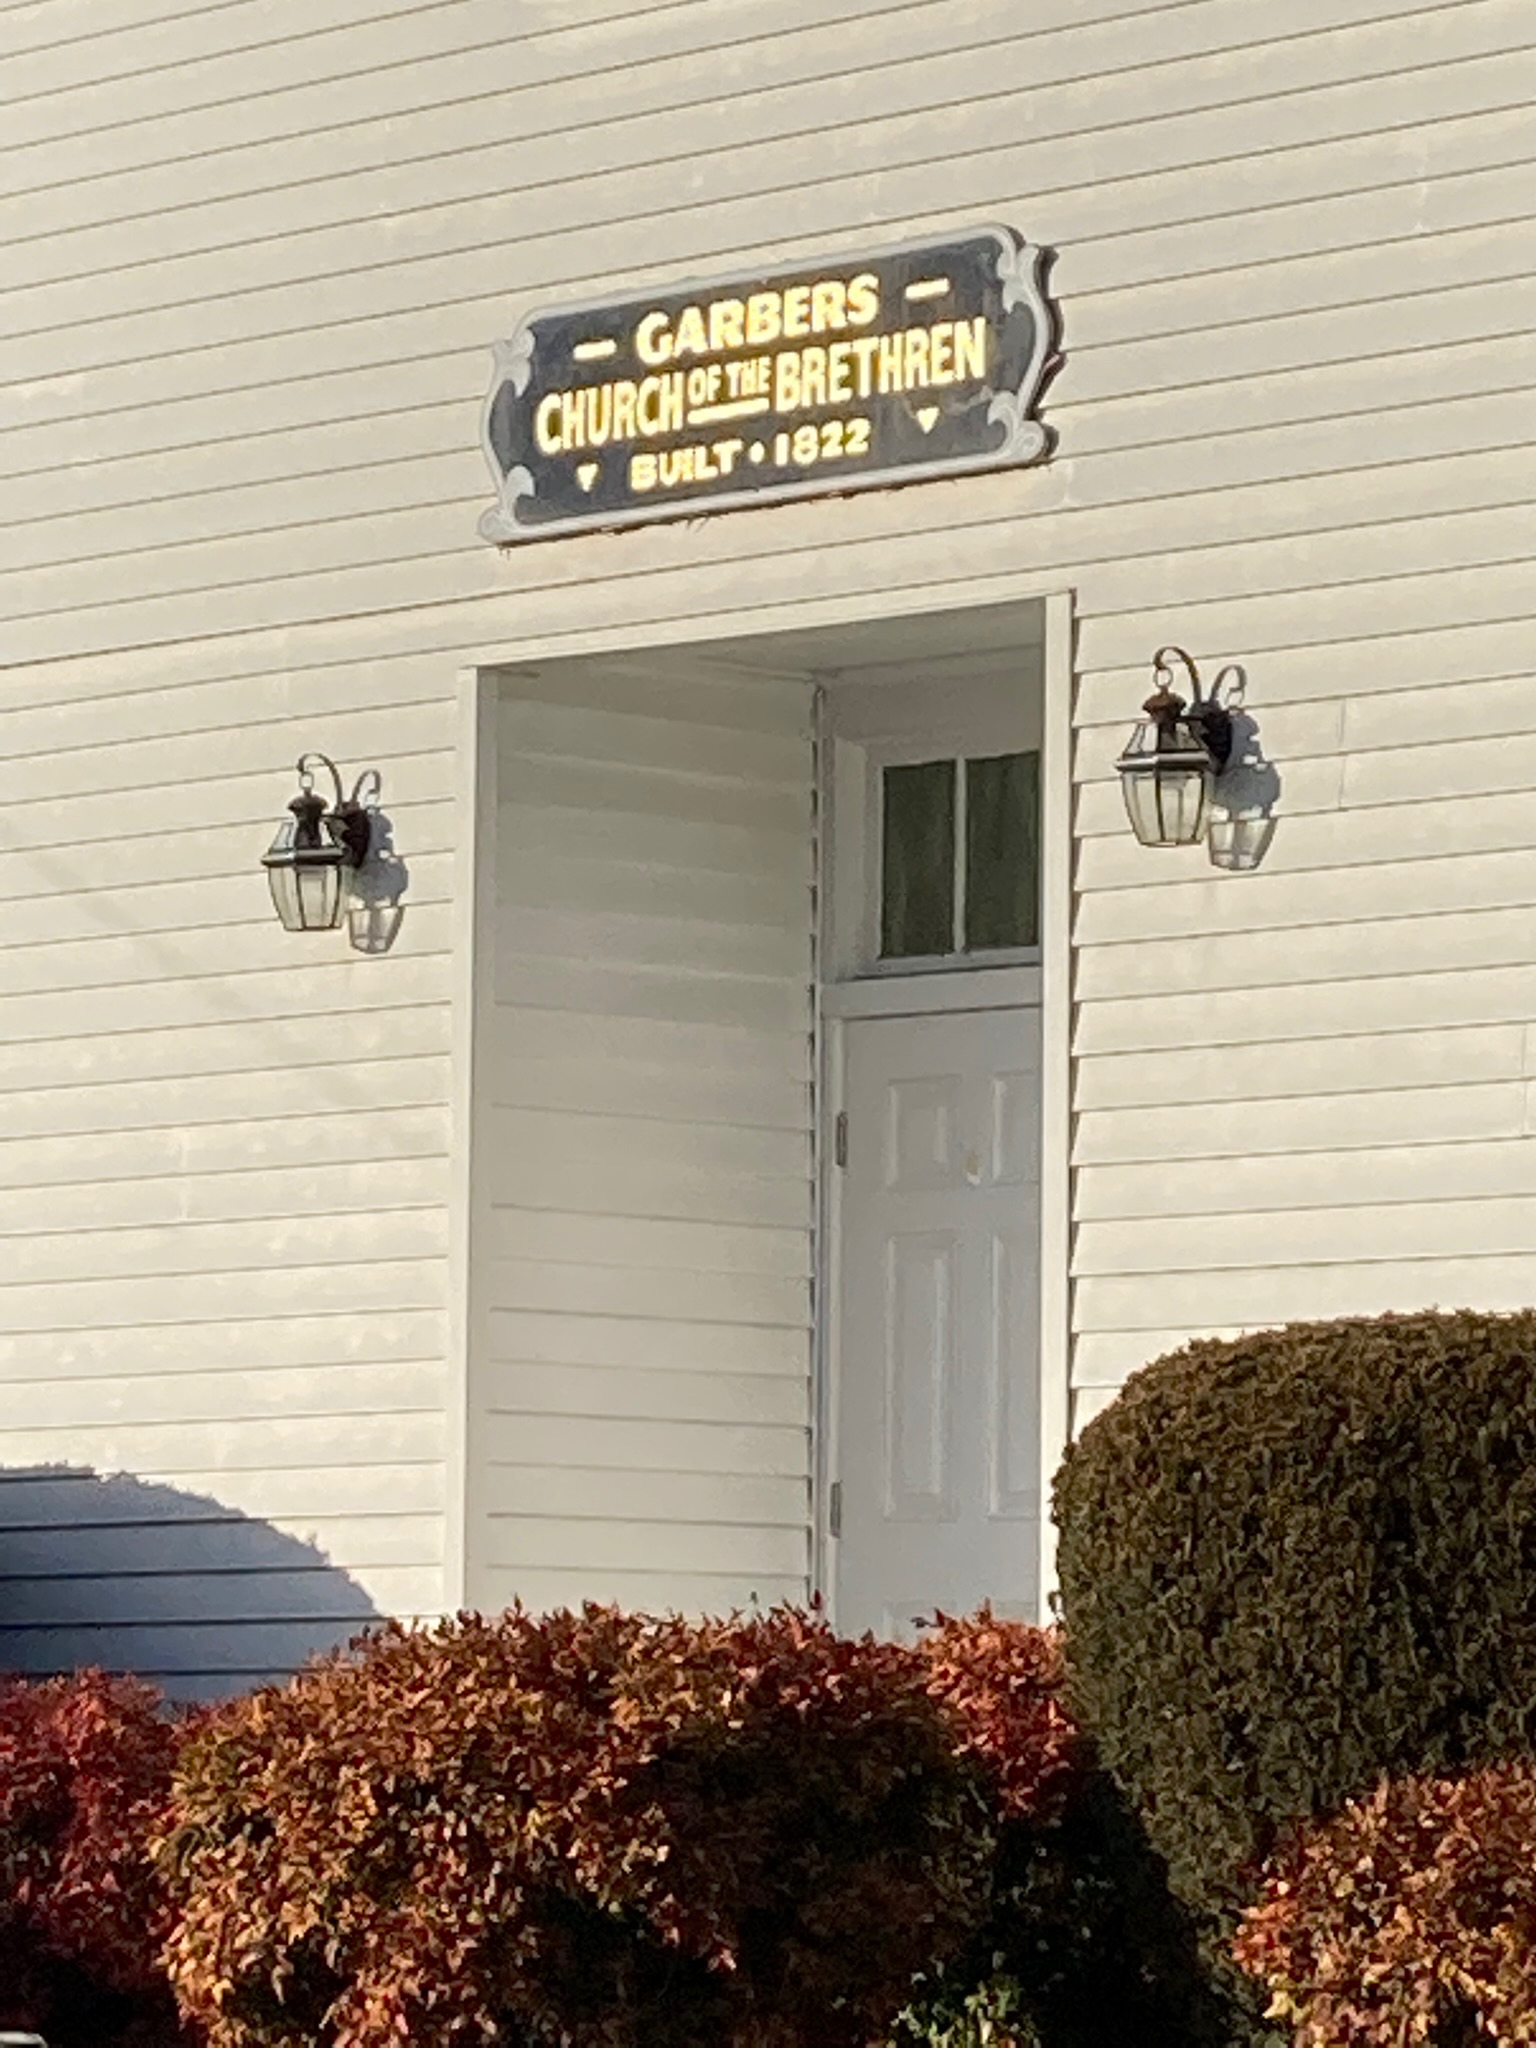 — GARBERS —
CHURCH OF THE BRETHREN
BUILT • 1822